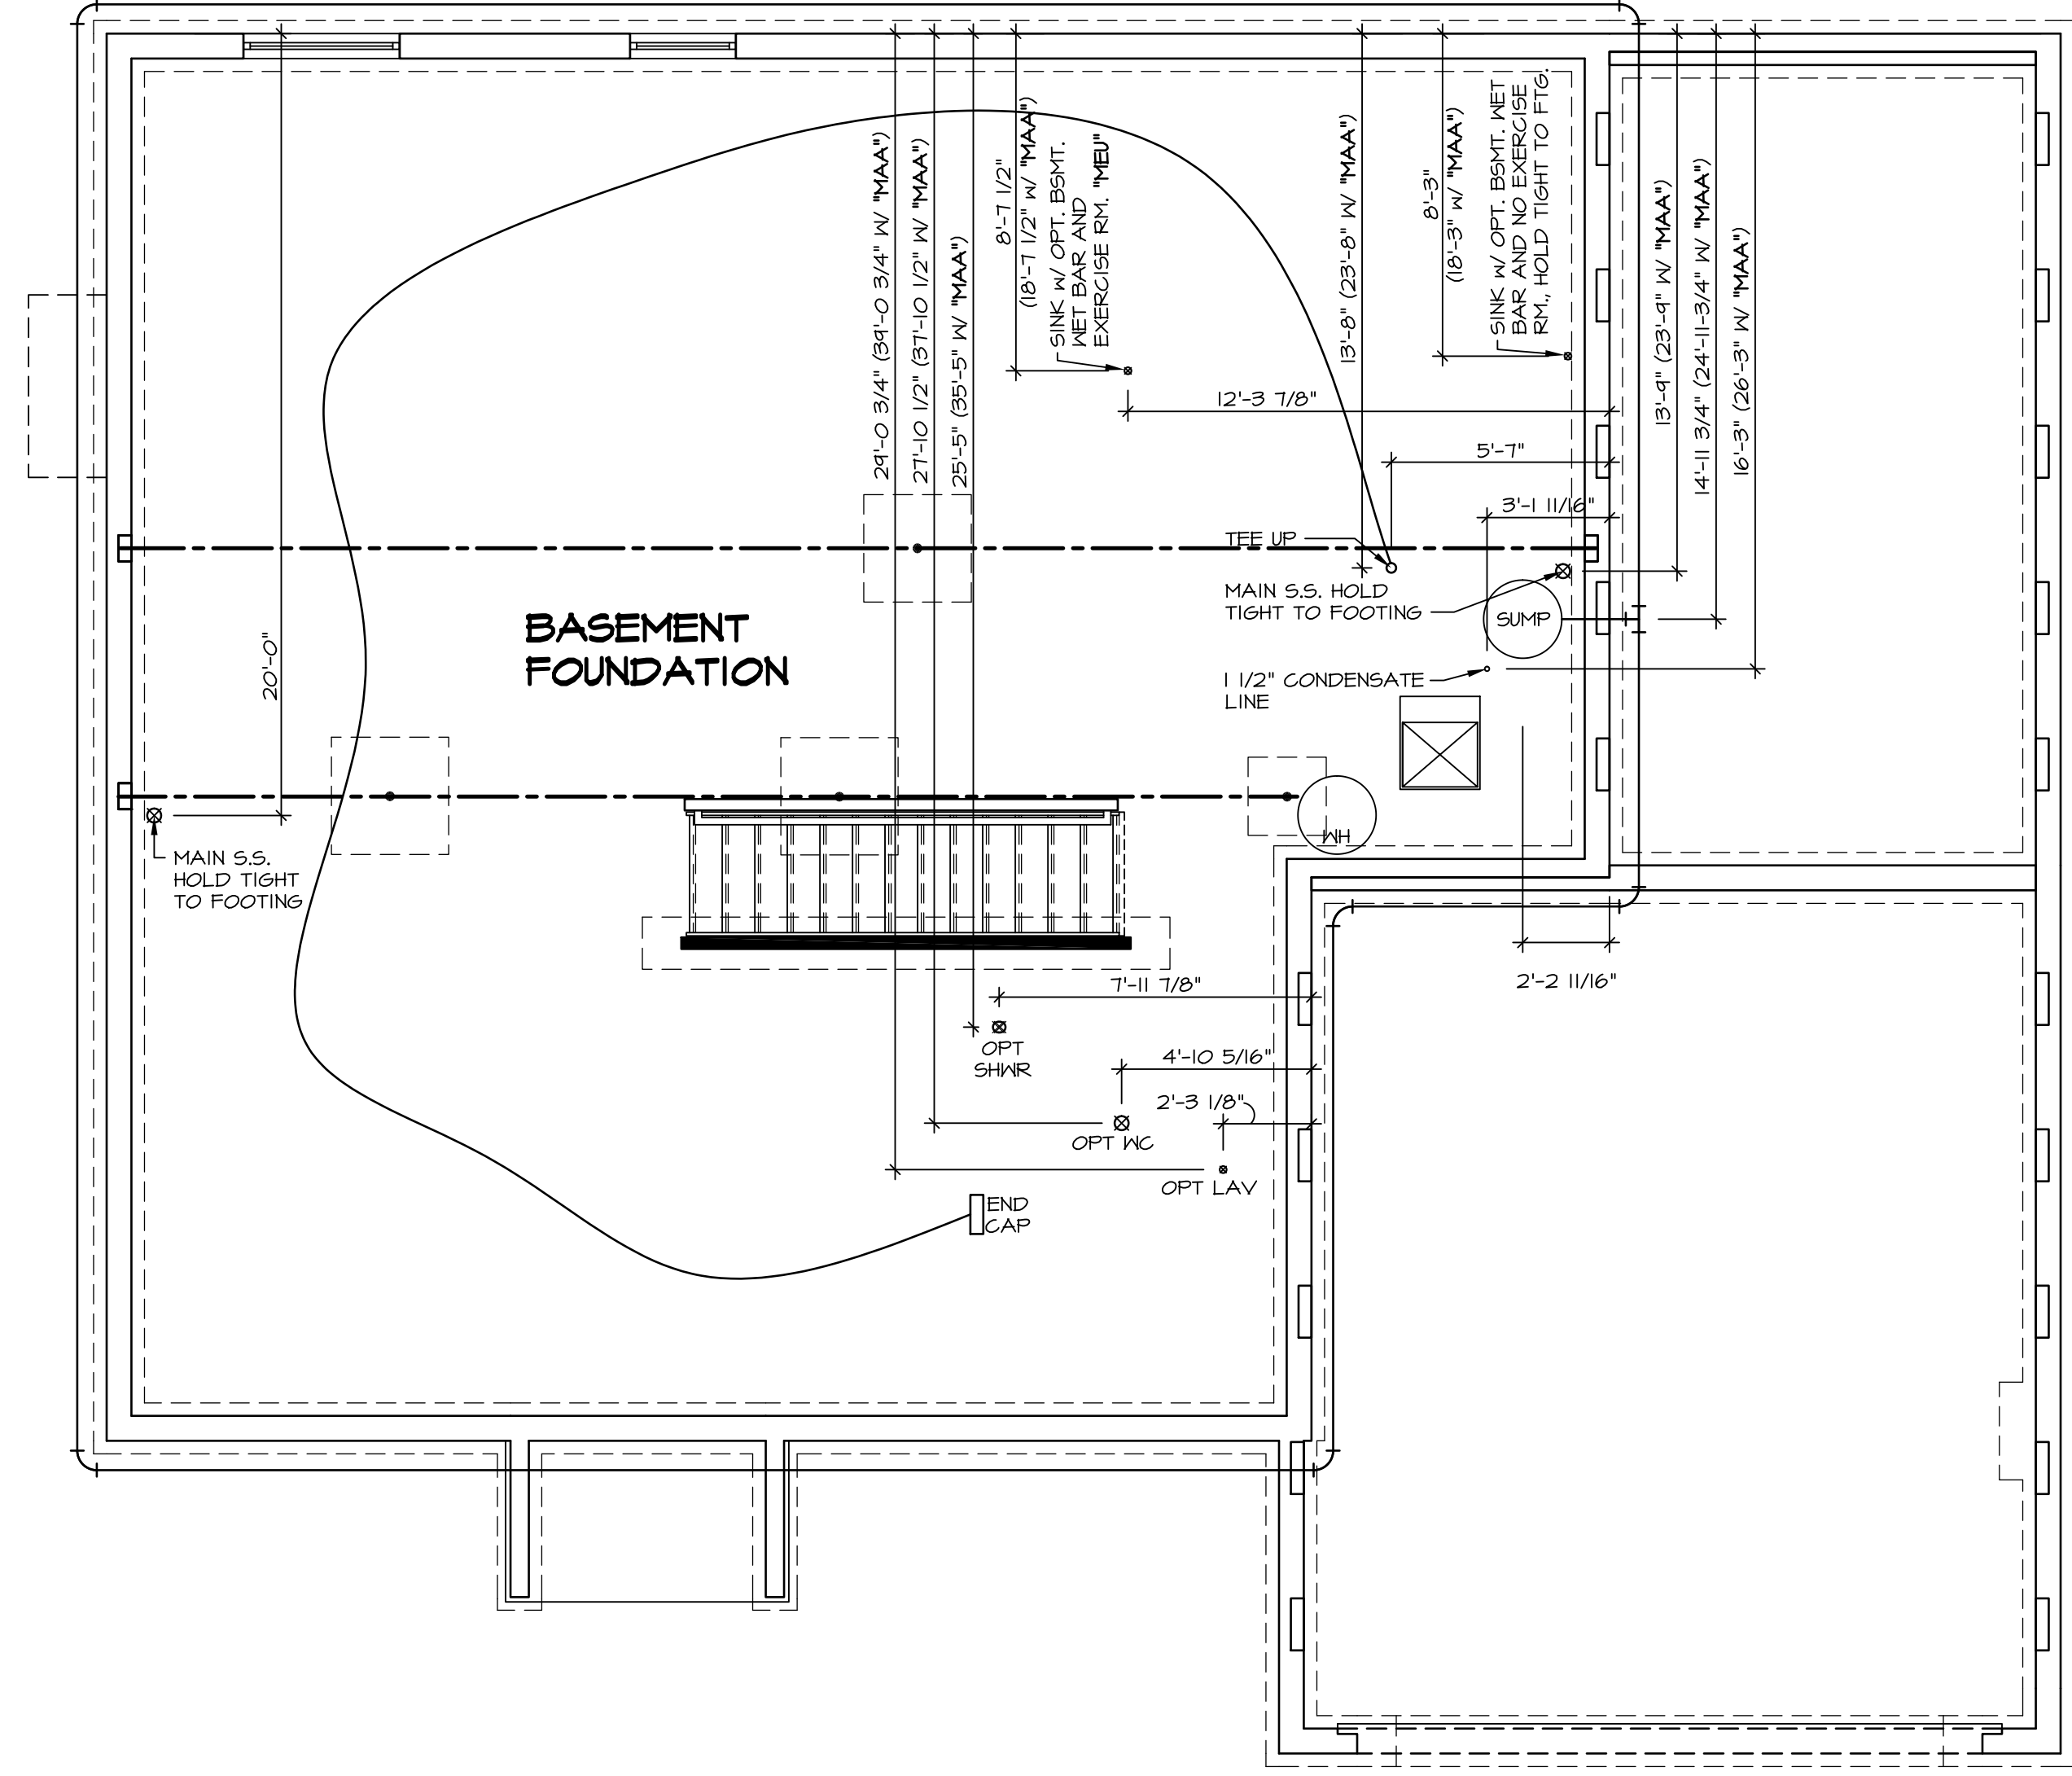 29'-0 3/4" (39'-0 3/4" W/ "MAA")
27'-10 1/2" (37'-10 1/2" W/ "MAA")
25'-5" (35'-5" W/ "MAA")
8'-7 1/2"
(18'-7 1/2" W/ "MAA")
SINK W/ OPT. BSMT.
WET BAR AND
EXERCISE RM. "MEU"
13'-8" (23'-8" W/ "MAA")
8'-3"
(18'-3" W/ "MAA")
SINK W/ OPT. BSMT. WET
BAR AND NO EXERCISE
RM., HOLD TIGHT TO FTG.
13'-9" (23'-9" W/ "MAA")
14'-11 3/4" (24'-11-3/4" W/ "MAA")
16'-3" (26'-3" W/ "MAA")
12'-3 7/8"
5'-7"
3'-1 11/16"
TEE UP
MAIN S.S. HOLD
TIGHT TO FOOTING
SUMP
BASEMENT
FOUNDATION
20'-0"
1 1/2" CONDENSATE
LINE
WH
MAIN S.S.
HOLD TIGHT
TO FOOTING
2'-2 11/16"
7'-11 7/8"
OPT
SHWR
4'-10 5/16"
2'-3 1/8"
OPT WC
OPT LAV
END
CAP